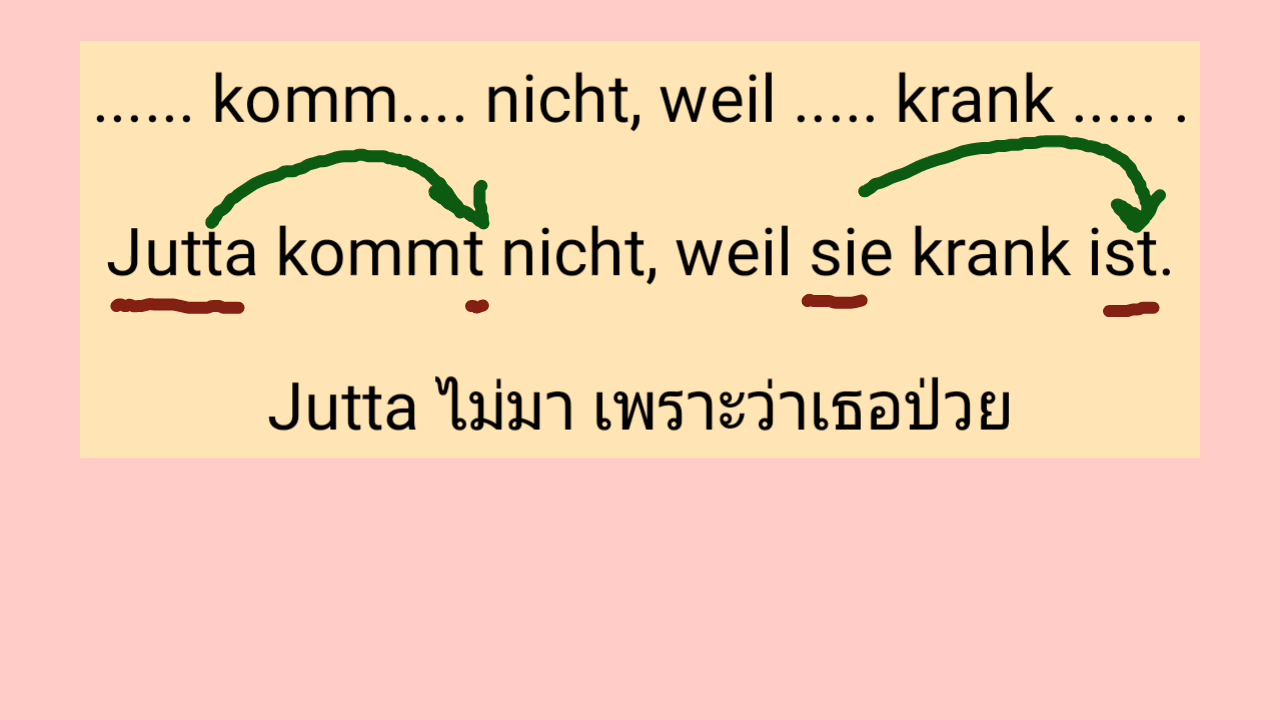 ...... komm.... nicht, weil ..... krank ..... .
Jutta kommt nicht, weil sie krank ist.
Jutta ไม่มา เพราะว่าเธอป่วย